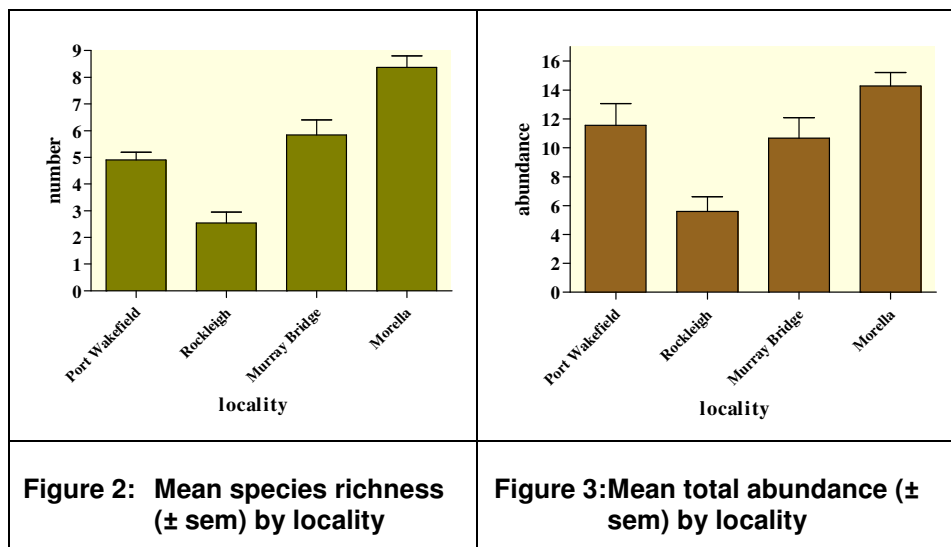 9
8
7
6
5
4
3
2
1
0
number
Port Wakefield
Rockleigh
Murray Bridge
Morella
locality
16
14
12
10
8
6
4
2
0
abundance
Port Wakefield
Rockleigh
Murray Bridge
Morella
locality
Figure 2: Mean species richness
(± sem) by locality
Figure 3:Mean total abundance (±
sem) by locality